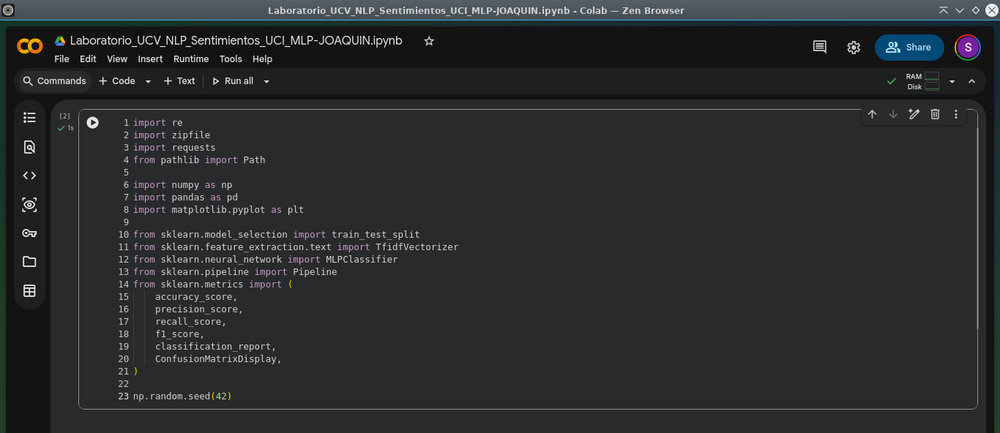 Laboratorio_UCV_NLP_Sentimientos_UCI_MLP-JOAQUIN.ipynb - Colab — Zen Browser
Laboratorio_UCV_NLP_Sentimientos_UCI_MLP-JOAQUIN.ipynb
File Edit View Insert Runtime Tools Help
Share
S
Commands + Code + Text Run all
RAM
Disk
[2]
1s
1 import re
2 import zipfile
3 import requests
4 from pathlib import Path
5
6 import numpy as np
7 import pandas as pd
8 import matplotlib.pyplot as plt
9
10 from sklearn.model_selection import train_test_split
11 from sklearn.feature_extraction.text import TfidfVectorizer
12 from sklearn.neural_network import MLPClassifier
13 from sklearn.pipeline import Pipeline
14 from sklearn.metrics import (
15     accuracy_score,
16     precision_score,
17     recall_score,
18     f1_score,
19     classification_report,
20     ConfusionMatrixDisplay,
21 )
22
23 np.random.seed(42)